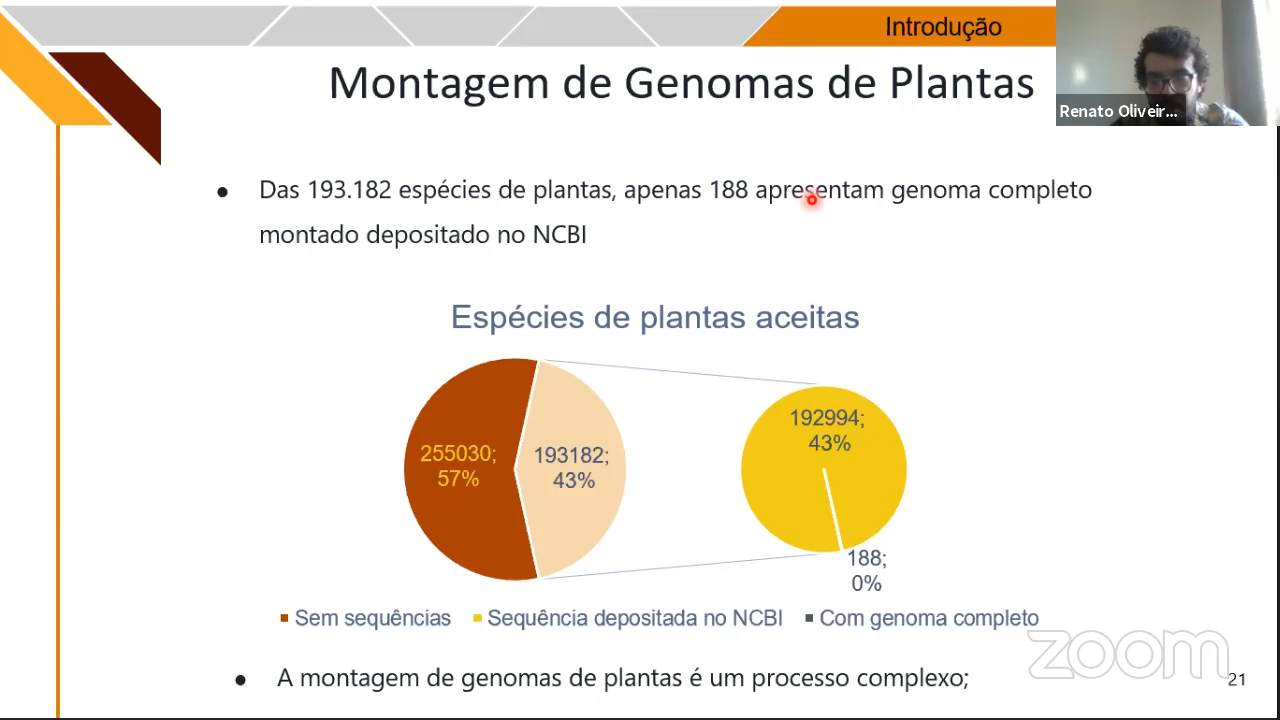 Introdução
Montagem de Genomas de Plantas
Renato Oliveir...
● Das 193.182 espécies de plantas, apenas 188 apresentam genoma completo
montado depositado no NCBI
Espécies de plantas aceitas
255030;
57%
193182;
43%
192994;
43%
188;
0%
Sem sequências
Sequência depositada no NCBI
Com genoma completo
● A montagem de genomas de plantas é um processo complexo;
zoom
21